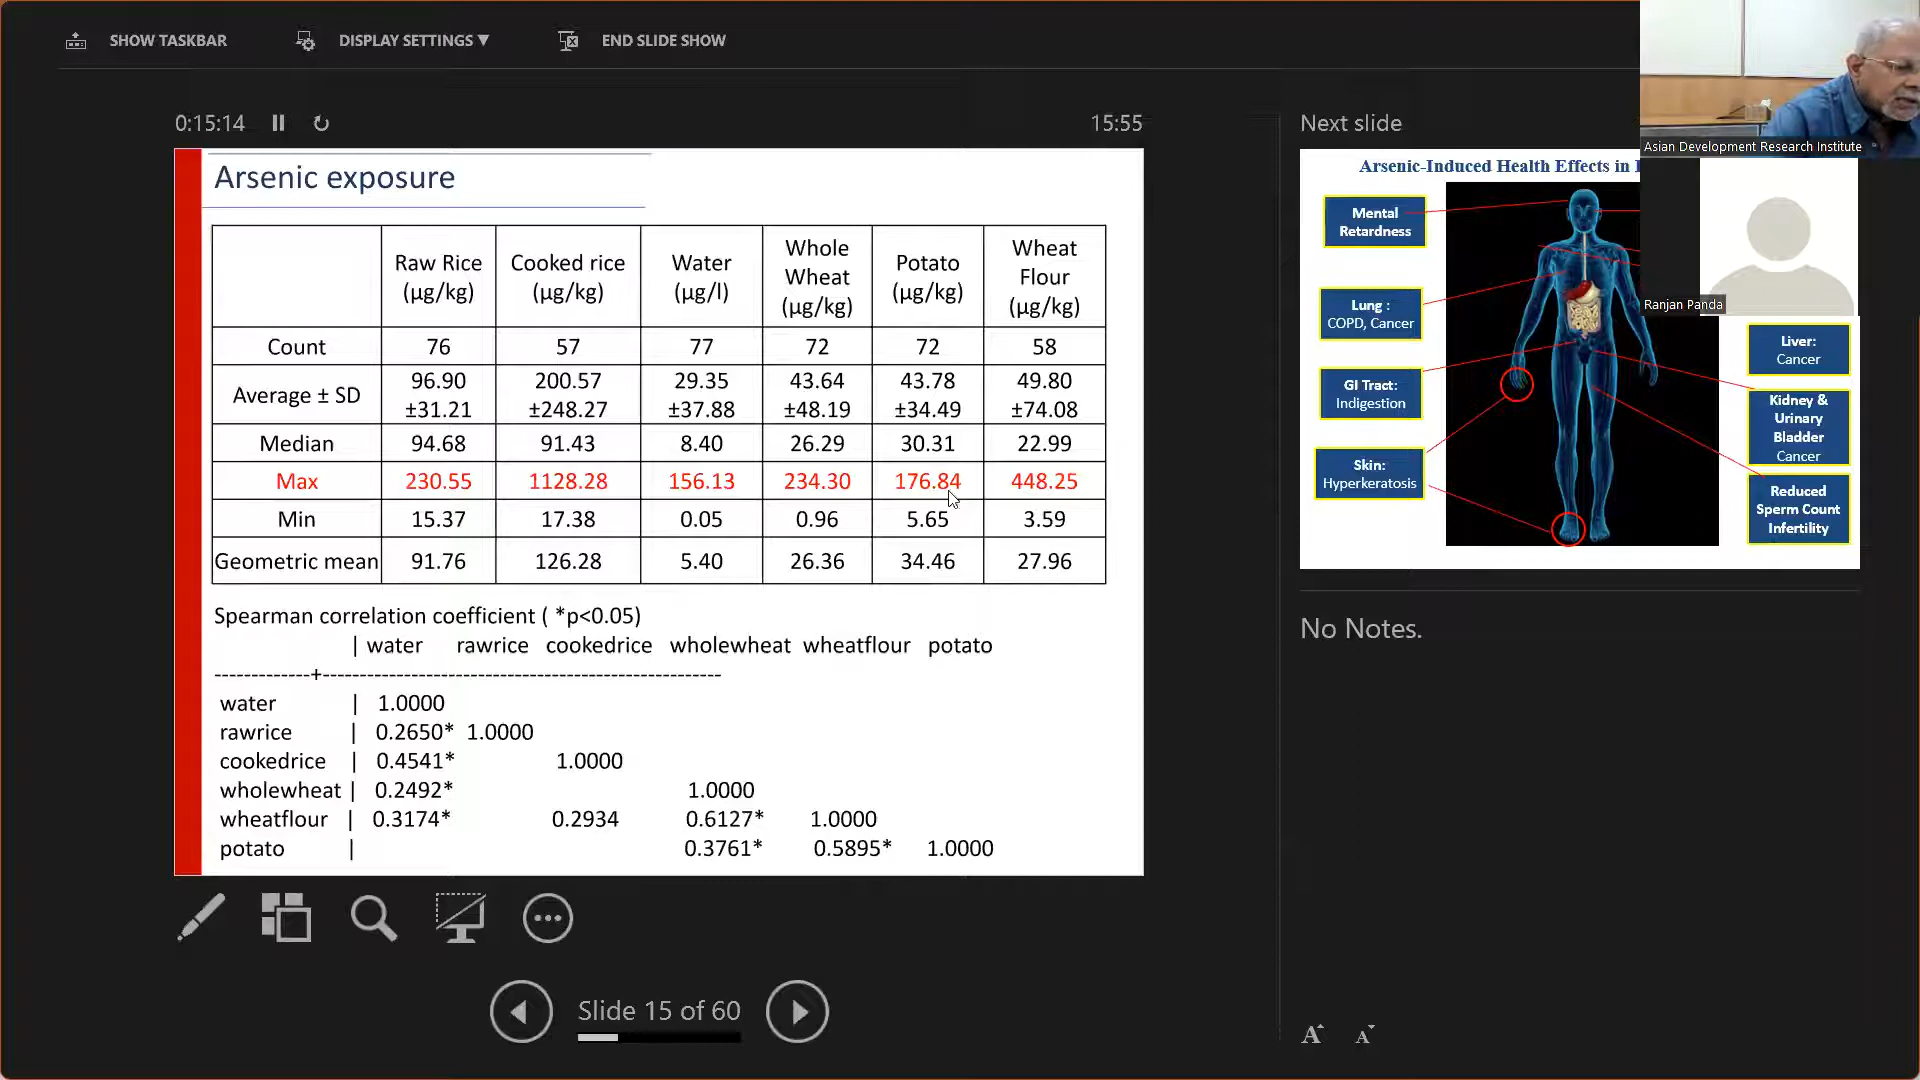 SHOW TASKBAR
DISPLAY SETTINGS ▼
END SLIDE SHOW
0:15:14
15:55
Arsenic exposure
Raw Rice (µg/kg) Cooked rice (µg/kg) Water (µg/l) Whole Wheat (µg/kg) Potato (µg/kg) Wheat Flour (µg/kg)
Count 76 57 77 72 72 58
Average ± SD 96.90 ±31.21 200.57 ±248.27 29.35 ±37.88 43.64 ±48.19 43.78 ±34.49 49.80 ±74.08
Median 94.68 91.43 8.40 26.29 30.31 22.99
Max 230.55 1128.28 156.13 234.30 176.84 448.25
Min 15.37 17.38 0.05 0.96 5.65 3.59
Geometric mean 91.76 126.28 5.40 26.36 34.46 27.96
Spearman correlation coefficient ( *p<0.05)
| water rawrice cookedrice wholewheat wheatflour potato
-------------+------------------------------------------------------
water | 1.0000
rawrice | 0.2650* 1.0000
cookedrice | 0.4541* 1.0000
wholewheat | 0.2492* 1.0000
wheatflour | 0.3174* 0.2934 0.6127* 1.0000
potato | 0.3761* 0.5895* 1.0000
Slide 15 of 60
Next slide
Arsenic-Induced Health Effects in
Mental
Retardness
Lung :
COPD, Cancer
GI Tract:
Indigestion
Skin:
Hyperkeratosis
Liver:
Cancer
Kidney &
Urinary
Bladder
Cancer
Reduced
Sperm Count
Infertility
No Notes.
A A
Asian Development Research Institute
Ranjan Panda